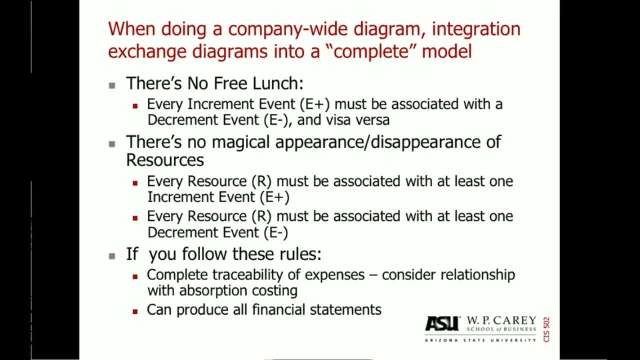 When doing a company-wide diagram, integration
exchange diagrams into a “complete” model
There’s No Free Lunch:
Every Increment Event (E+) must be associated with a
Decrement Event (E-), and visa versa
There’s no magical appearance/disappearance of
Resources
Every Resource (R) must be associated with at least one
Increment Event (E+)
Every Resource (R) must be associated with at least one
Decrement Event (E-)
If you follow these rules:
Complete traceability of expenses – consider relationship
with absorption costing
Can produce all financial statements
ASU W. P. CAREY
SCHOOL of BUSINESS
ARIZONA STATE UNIVERSITY
CIS 502